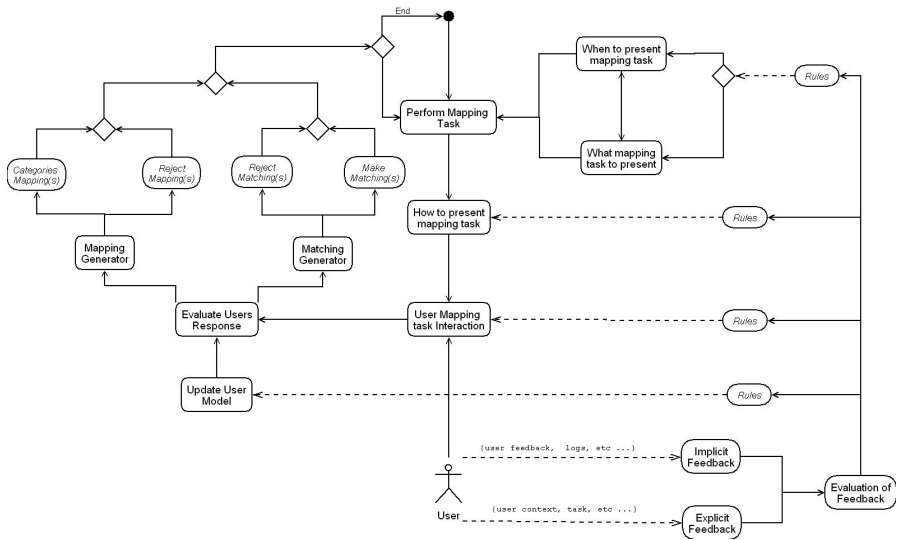 End
When to present
mapping task
Rules
Perform Mapping
Task
What mapping
task to present
Categories
Mapping(s)
Reject
Mapping(s)
Reject
Matching(s)
Make
Matching(s)
How to present
mapping task
Rules
Mapping
Generator
Matching
Generator
Evaluate Users
Response
User Mapping
task Interaction
Rules
Update User
Model
Rules
(user feedback, logs, etc ...)
Implicit
Feedback
Evaluation of
Feedback
User
(user context, task, etc ...)
Explicit
Feedback